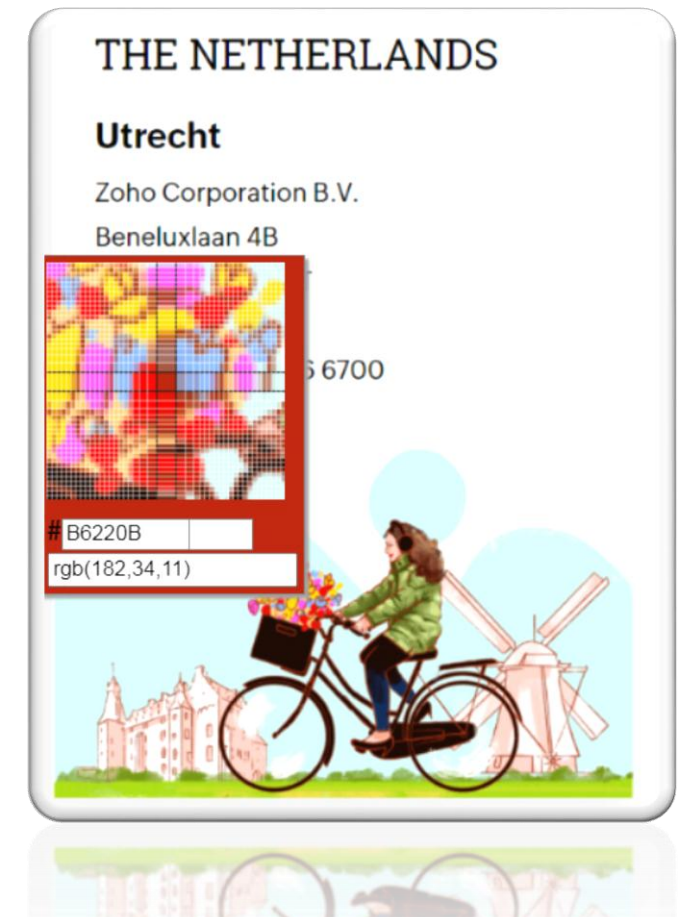 THE NETHERLANDS
Utrecht
Zoho Corporation B.V.
Beneluxlaan 4B
6700
#B6220B
rgb(182,34,11)